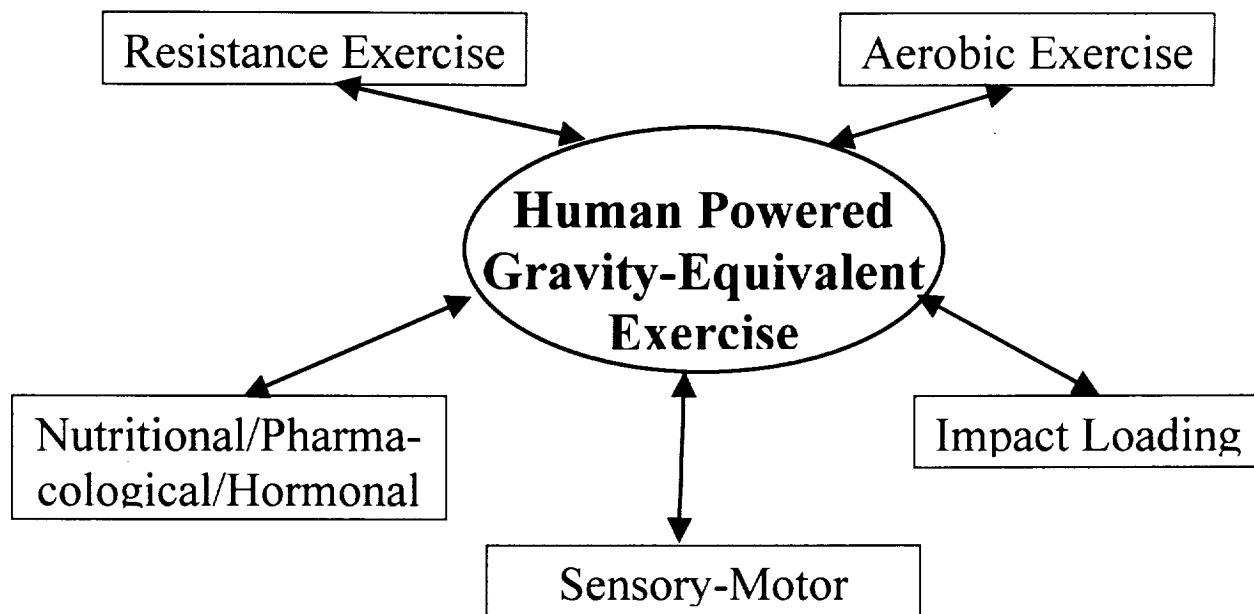 Resistance Exercise
Aerobic Exercise
Human Powered
Gravity-Equivalent
Exercise
Nutritional/Pharma-
cological/Hormonal
Impact Loading
Sensory-Motor